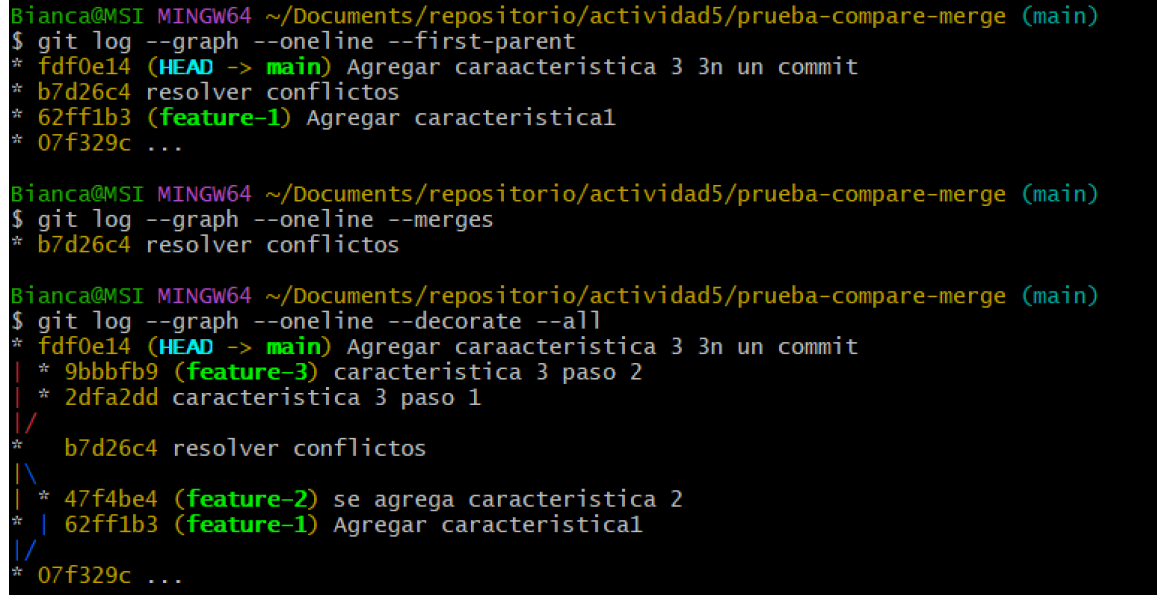 Bianca@MSI MINGW64 ~/Documents/repositorio/actividad5/prueba-compare-merge (main)
$ git log --graph --oneline --first-parent
* fdf0e14 (HEAD -> main) Agregar caraacteristica 3 3n un commit
* b7d26c4 resolver conflictos
* 62ff1b3 (feature-1) Agregar caracteristica1
* 07f329c ...
Bianca@MSI MINGW64 ~/Documents/repositorio/actividad5/prueba-compare-merge (main)
$ git log --graph --oneline --merges
* b7d26c4 resolver conflictos
Bianca@MSI MINGW64 ~/Documents/repositorio/actividad5/prueba-compare-merge (main)
$ git log --graph --oneline --decorate --all
* fdf0e14 (HEAD -> main) Agregar caraacteristica 3 3n un commit
| * 9bbbfb9 (feature-3) caracteristica 3 paso 2
| * 2dfa2dd caracteristica 3 paso 1
|/
*   b7d26c4 resolver conflictos
|\
| * 47f4be4 (feature-2) se agrega caracteristica 2
* | 62ff1b3 (feature-1) Agregar caracteristica1
|/
* 07f329c ...